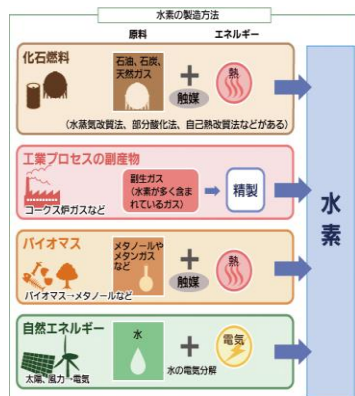 水素の製造方法
原料
エネルギー
化石燃料
石油、石炭、
天然ガス
+
触媒
熱
(水蒸気改質法、部分酸化法、自己熱改質法などがある)
工業プロセスの副産物
コークス炉ガスなど
副生ガス
(水素が多く含ま
れているガス)
精製
バイオマス
メタノールや
メタンガス
など
+
触媒
熱
バイオマス→メタノールなど
自然エネルギー
太陽、風力→電気
水
+
電気
水の電気分解
水素